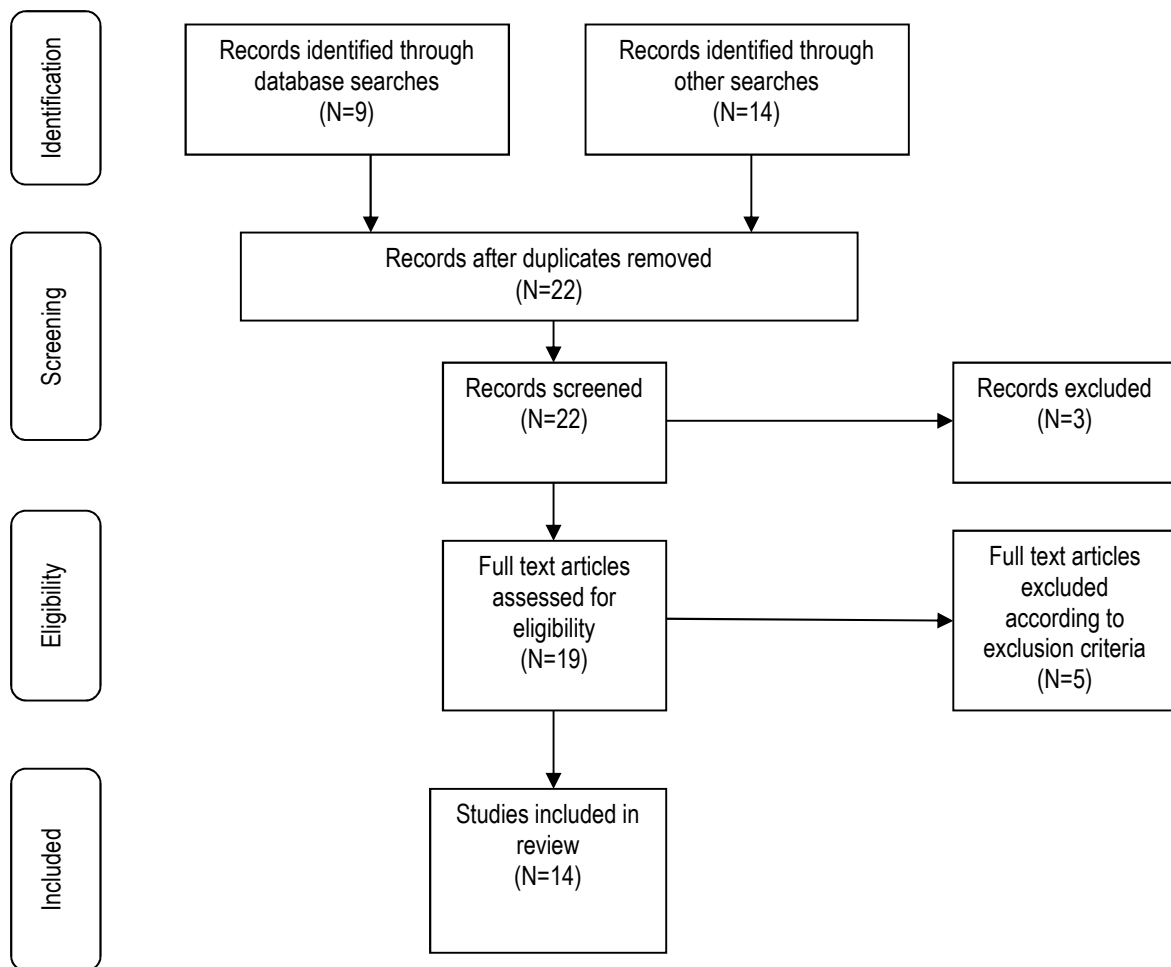 Identification
Records identified through
database searches
(N=9)
Records identified through
other searches
(N=14)
Screening
Records after duplicates removed
(N=22)
Records screened
(N=22)
Records excluded
(N=3)
Eligibility
Full text articles
assessed for
eligibility
(N=19)
Full text articles
excluded
according to
exclusion criteria
(N=5)
Included
Studies included in
review
(N=14)